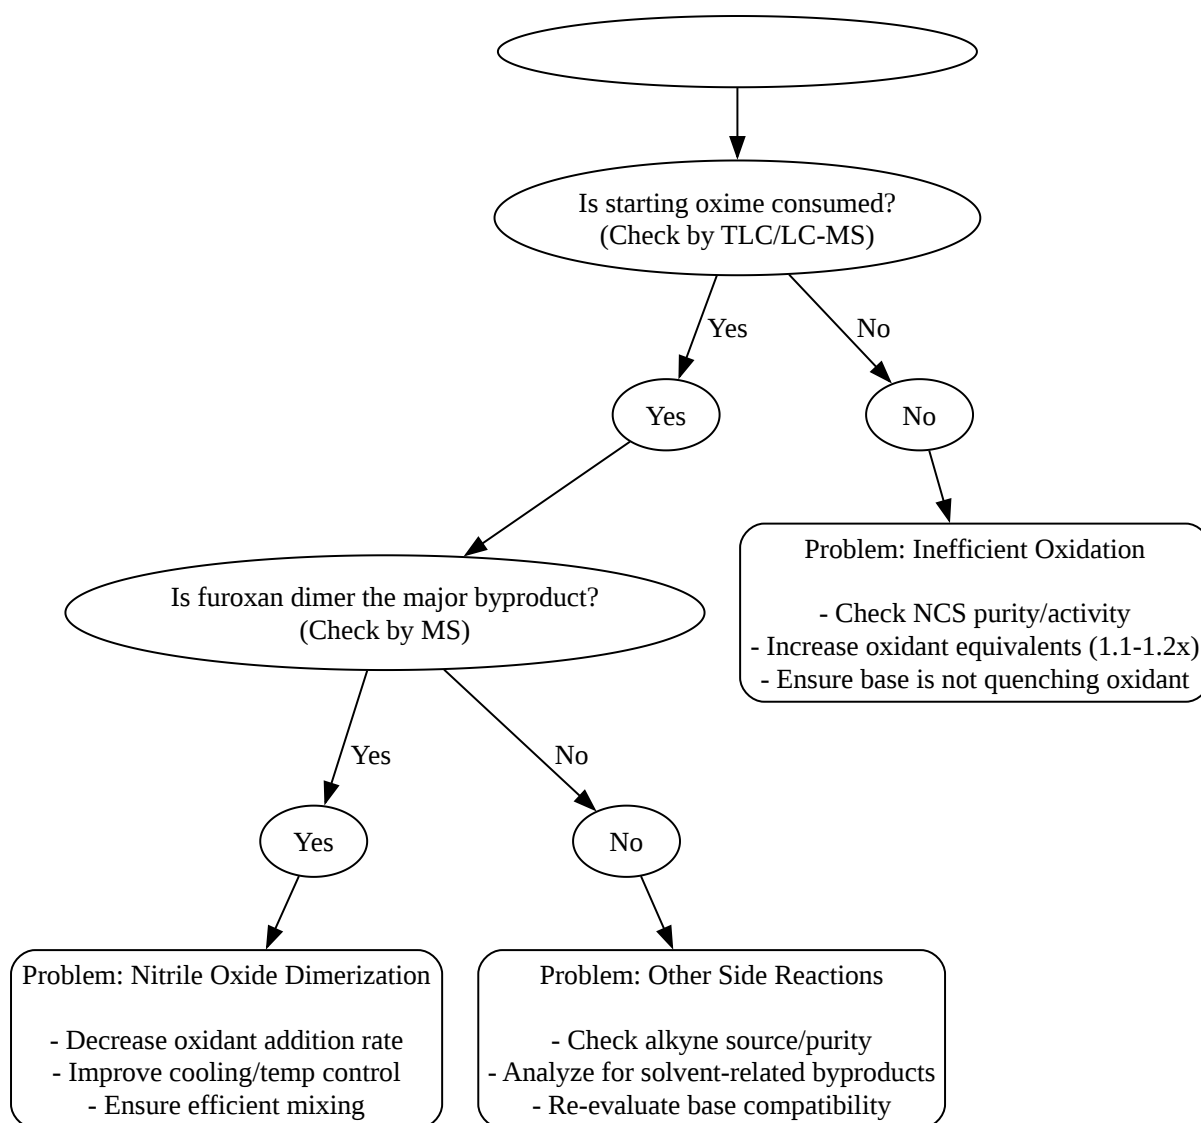 Is starting oxime consumed?
(Check by TLC/LC-MS)
Yes
No
Yes
No
Problem: Inefficient Oxidation
- Check NCS purity/activity
- Increase oxidant equivalents (1.1-1.2x)
- Ensure base is not quenching oxidant
Is furoxan dimer the major byproduct?
(Check by MS)
Yes
No
Yes
No
Problem: Nitrile Oxide Dimerization
- Decrease oxidant addition rate
- Improve cooling/temp control
- Ensure efficient mixing
Problem: Other Side Reactions
- Check alkyne source/purity
- Analyze for solvent-related byproducts
- Re-evaluate base compatibility